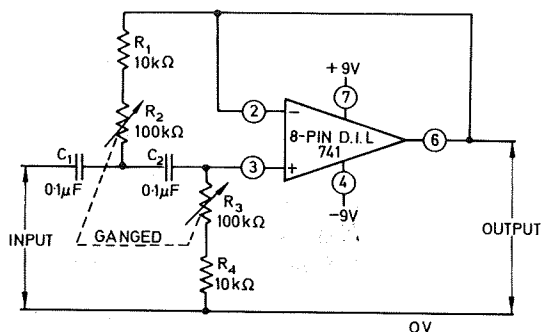 R1
10kΩ
R2
100kΩ
+9V
7
2
−
8-PIN D.I.L
741
6
C1
0·1µF
C2
0·1µF
3
+
4
-9V
R3
100kΩ
GANGED
INPUT
OUTPUT
R4
10kΩ
0V